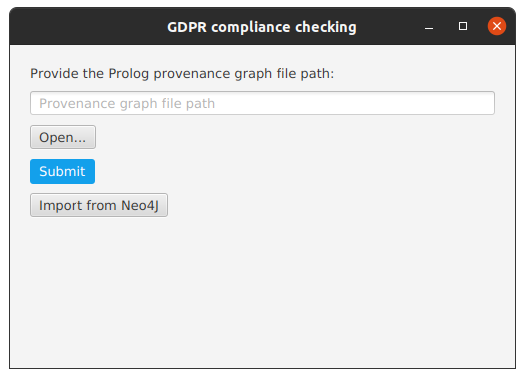 GDPR compliance checking
Provide the Prolog provenance graph file path:
Provenance graph file path
Open...
Submit
Import from Neo4J